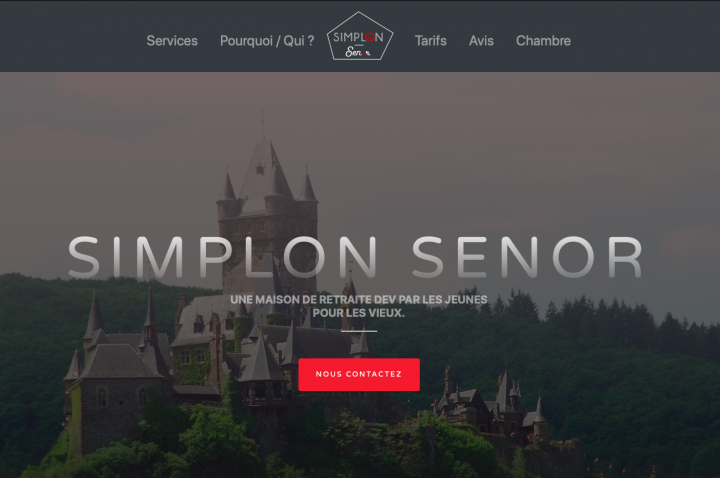 Services
Pourquoi / Qui ?
SIMPLON
Senor
Tarifs
Avis
Chambre
SIMPLON SENOR
UNE MAISON DE RETRAITE DEV PAR LES JEUNES
POUR LES VIEUX.
NOUS CONTACTEZ